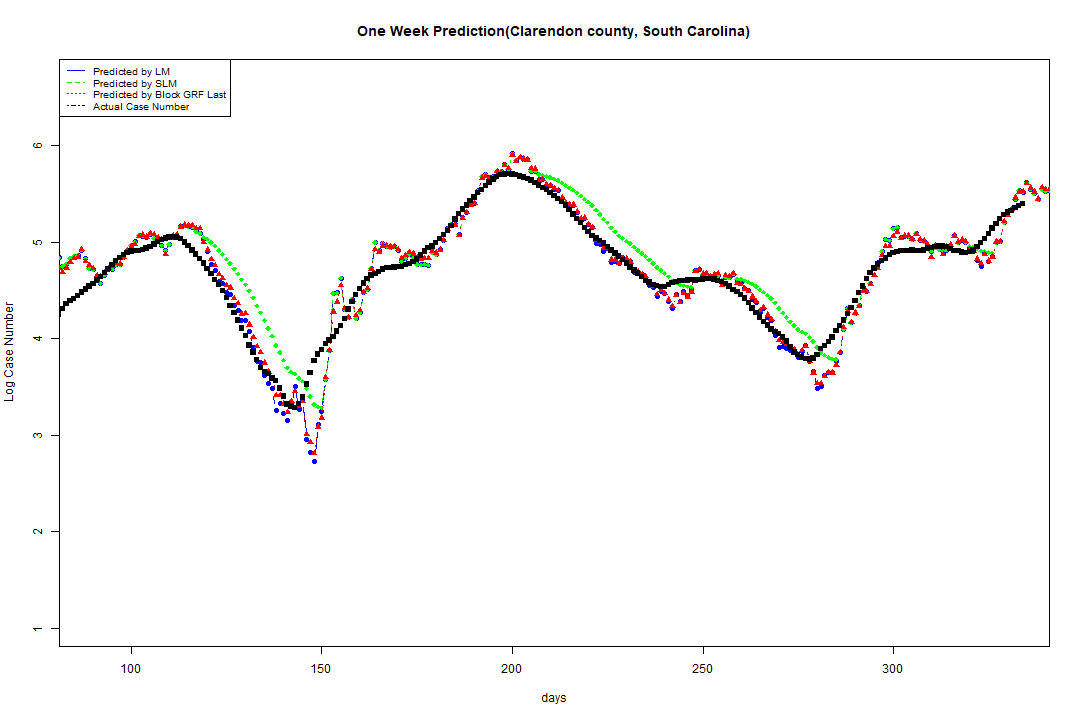 One Week Prediction(Clarendon county, South Carolina)
Predicted by LM
Predicted by SLM
Predicted by Block GRF Last
Actual Case Number
6
5
4
3
2
1
Log Case Number
100 150 200 250 300
days